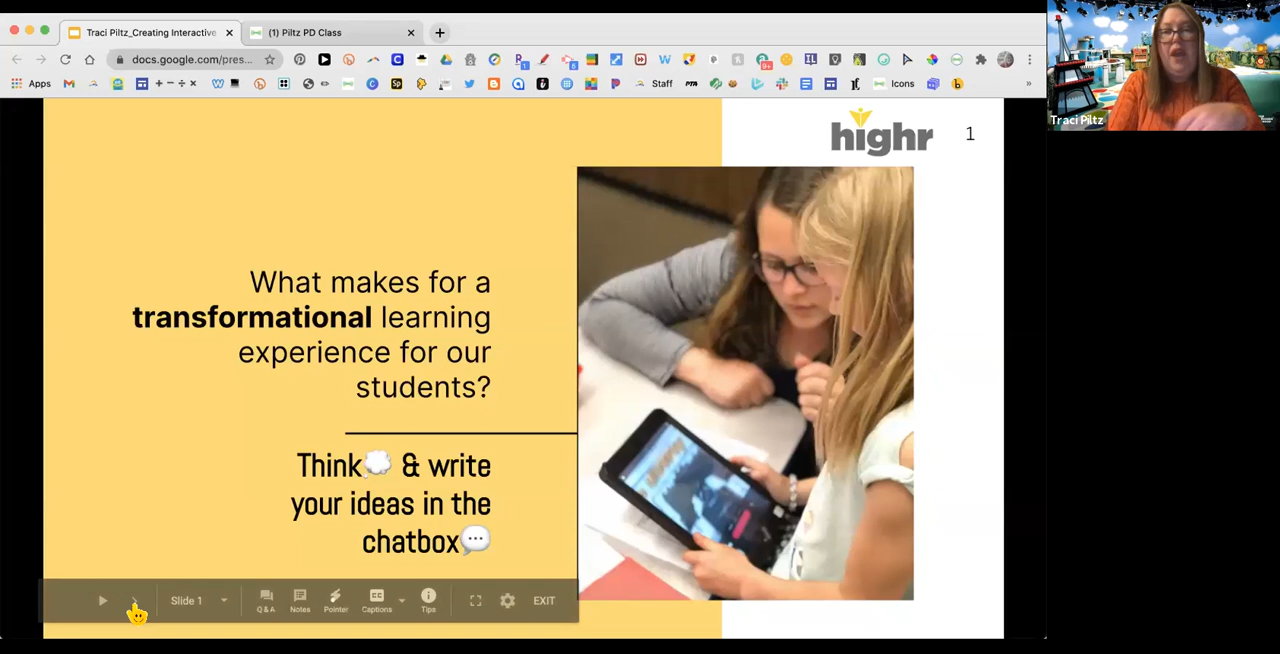 Traci Piltz_Creating Interactive
(1) Piltz PD Class
docs.google.com/pres...
Apps
Staff
Icons
Traci Piltz
highr
1
What makes for a
transformational learning
experience for our
students?
Think💭 & write
your ideas in the
chatbox💬
Slide 1
Q & A
Notes
Pointer
Captions
Tips
EXIT